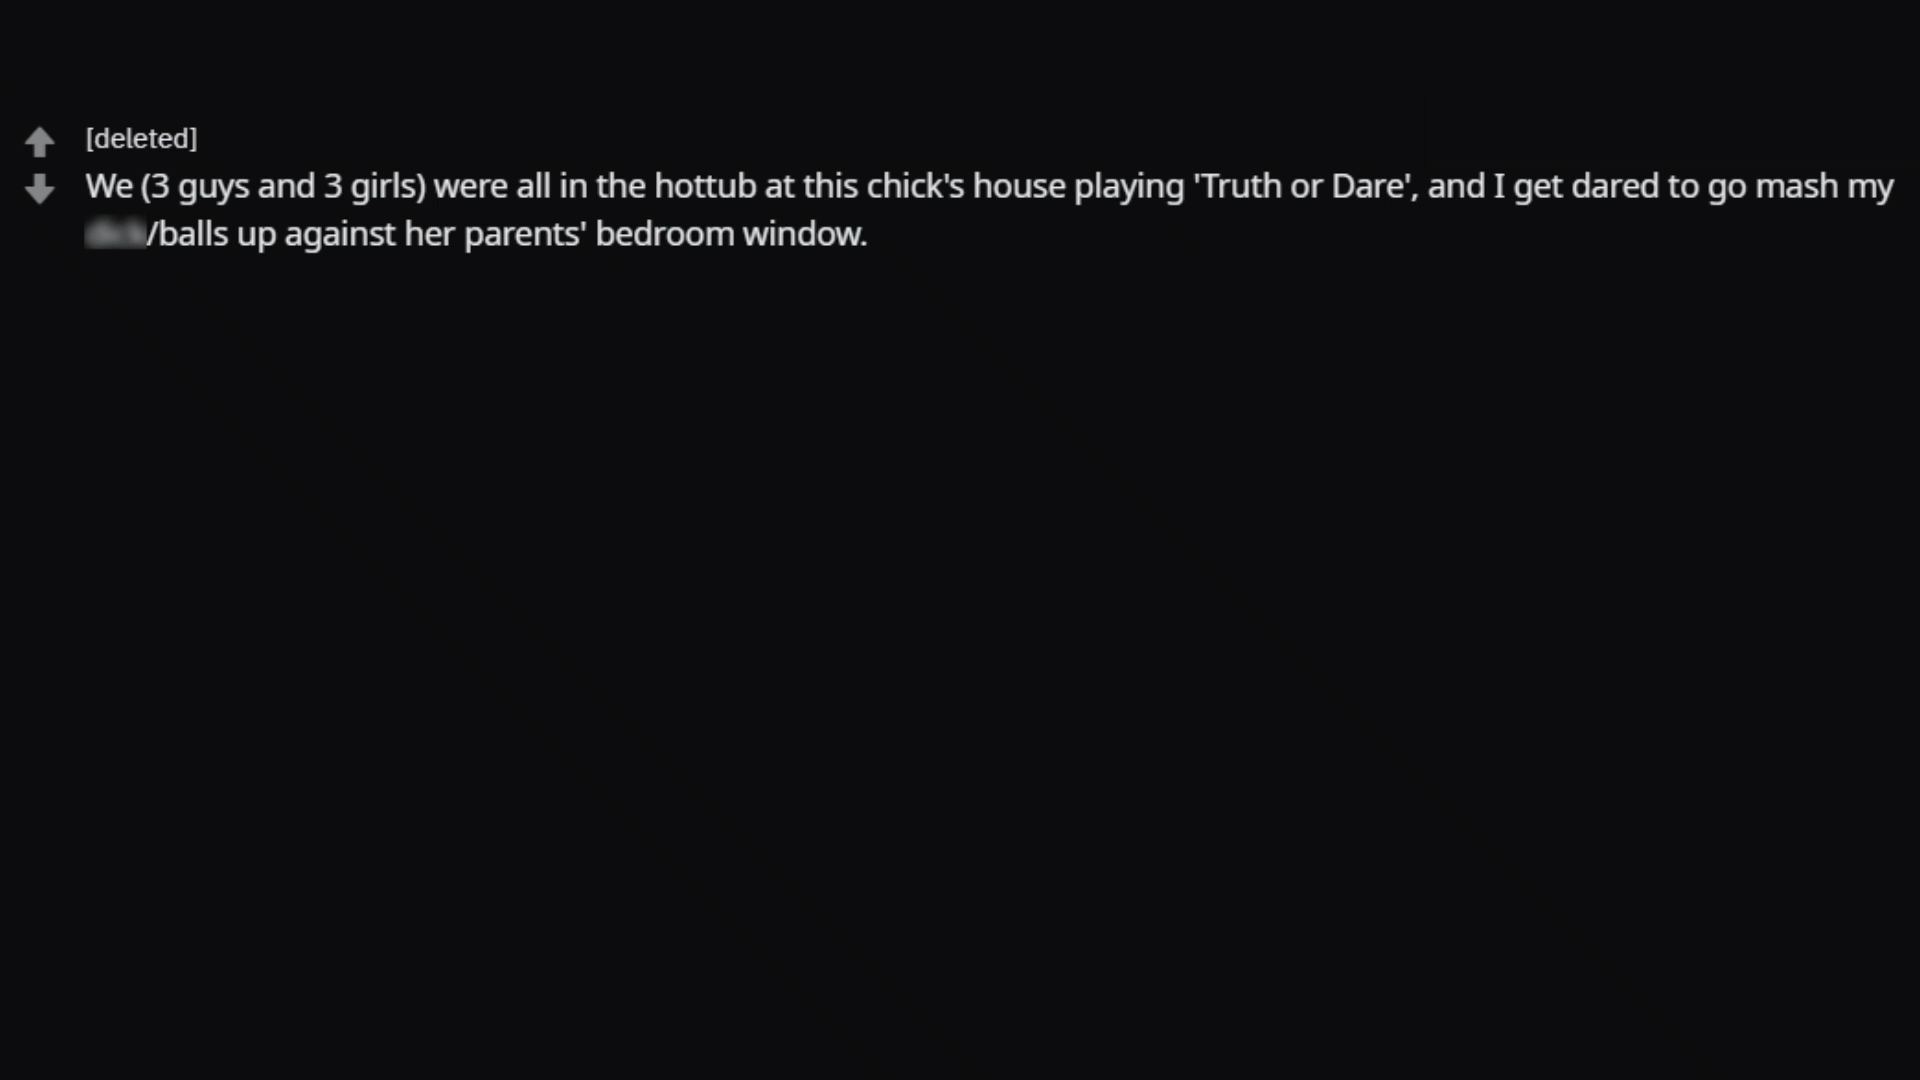 [deleted]
We (3 guys and 3 girls) were all in the hottub at this chick's house playing 'Truth or Dare', and I get dared to go mash my
/balls up against her parents' bedroom window.